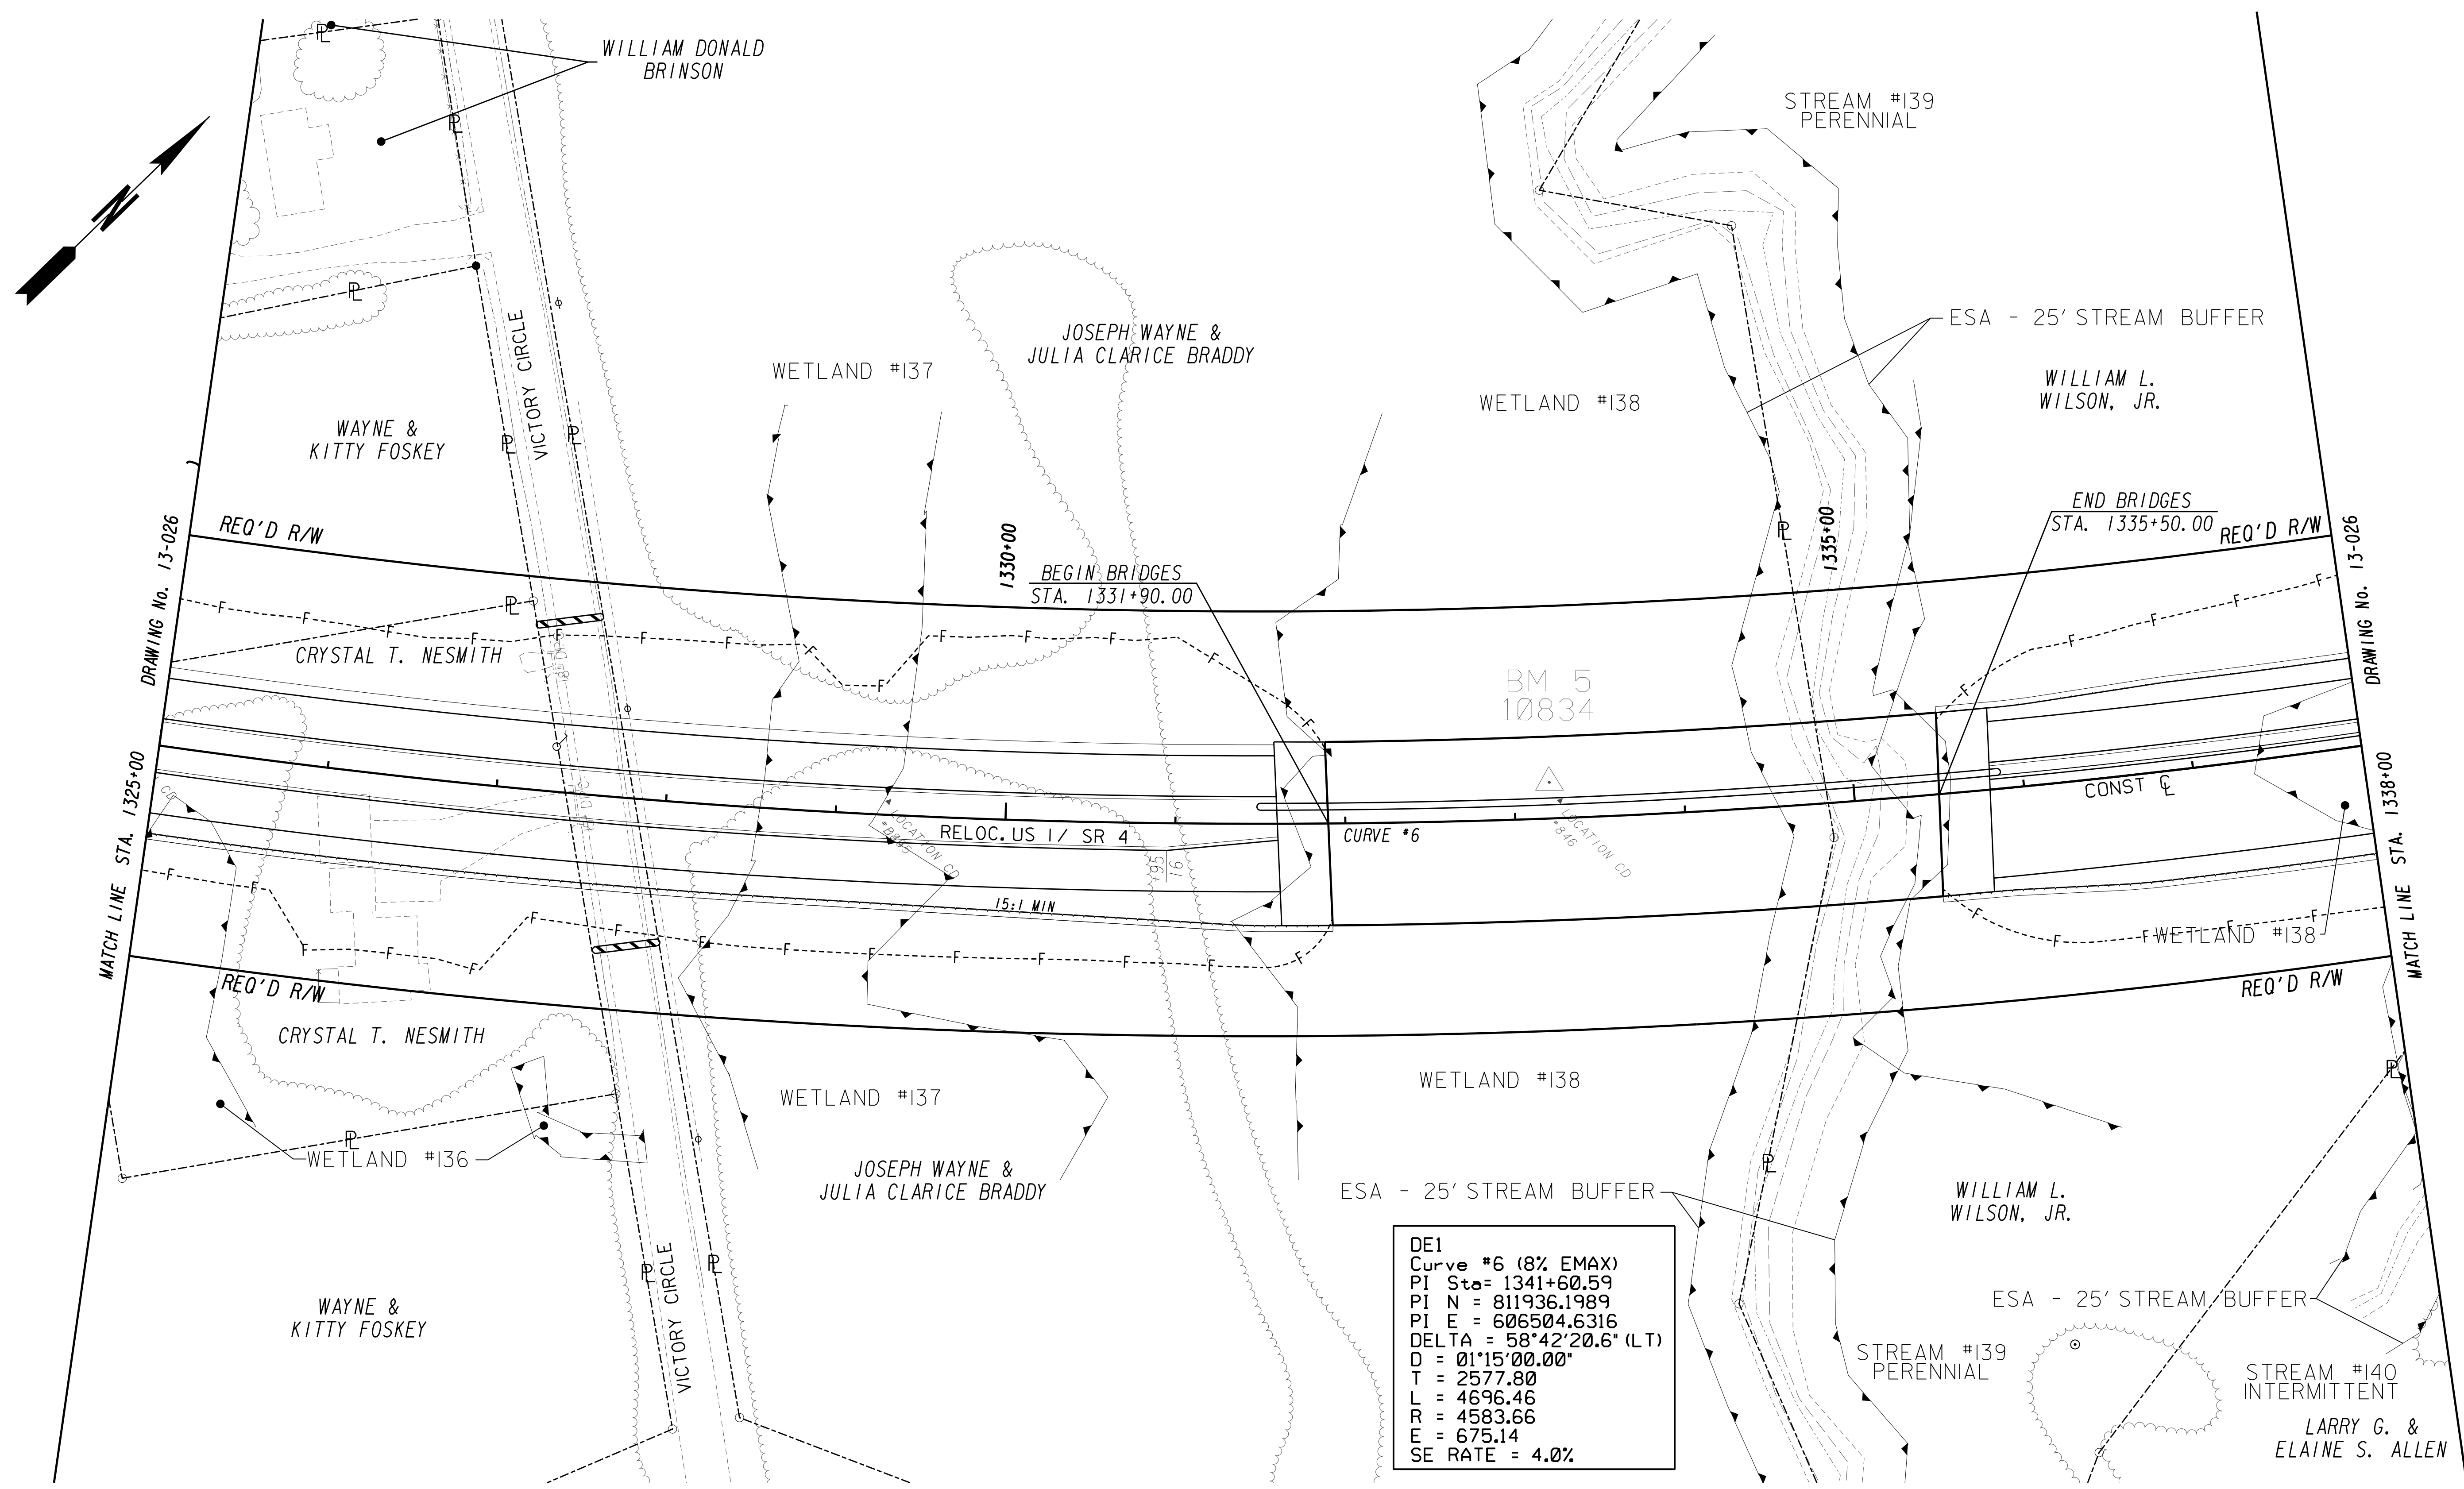 WILLIAM DONALD
BRINSON
STREAM #139
PERENNIAL
N
ESA - 25' STREAM BUFFER
JOSEPH WAYNE &
JULIA CLARICE BRADDY
WETLAND #137
WETLAND #138
WILLIAM L.
WILSON, JR.
VICTORY CIRCLE
WAYNE &
KITTY FOSKEY
REQ'D R/W
DRAWING No. 13-026
1330+00
BEGIN BRIDGES
STA. 1331+90.00
1335+00
END BRIDGES
STA. 1335+50.00
REQ'D R/W
DRAWING No. 13-026
CRYSTAL T. NESMITH
BM 5
10834
MATCH LINE STA. 1325+00
CONST ℄
RELOC. US 1/ SR 4
CURVE #6
LOCATION CD
LOCATION CD
#846
+95
16
15:1 MIN
WETLAND #138
MATCH LINE STA. 1338+00
REQ'D R/W
REQ'D R/W
CRYSTAL T. NESMITH
WETLAND #137
WETLAND #138
WETLAND #136
JOSEPH WAYNE &
JULIA CLARICE BRADDY
ESA - 25' STREAM BUFFER
WILLIAM L.
WILSON, JR.
VICTORY CIRCLE
WAYNE &
KITTY FOSKEY
DE1
Curve #6 (8% EMAX)
PI Sta= 1341+60.59
PI N = 811936.1989
PI E = 606504.6316
DELTA = 58°42'20.6" (LT)
D = 01°15'00.00"
T = 2577.80
L = 4696.46
R = 4583.66
E = 675.14
SE RATE = 4.0%
ESA - 25' STREAM BUFFER
STREAM #139
PERENNIAL
STREAM #140
INTERMITTENT
LARRY G. &
ELAINE S. ALLEN